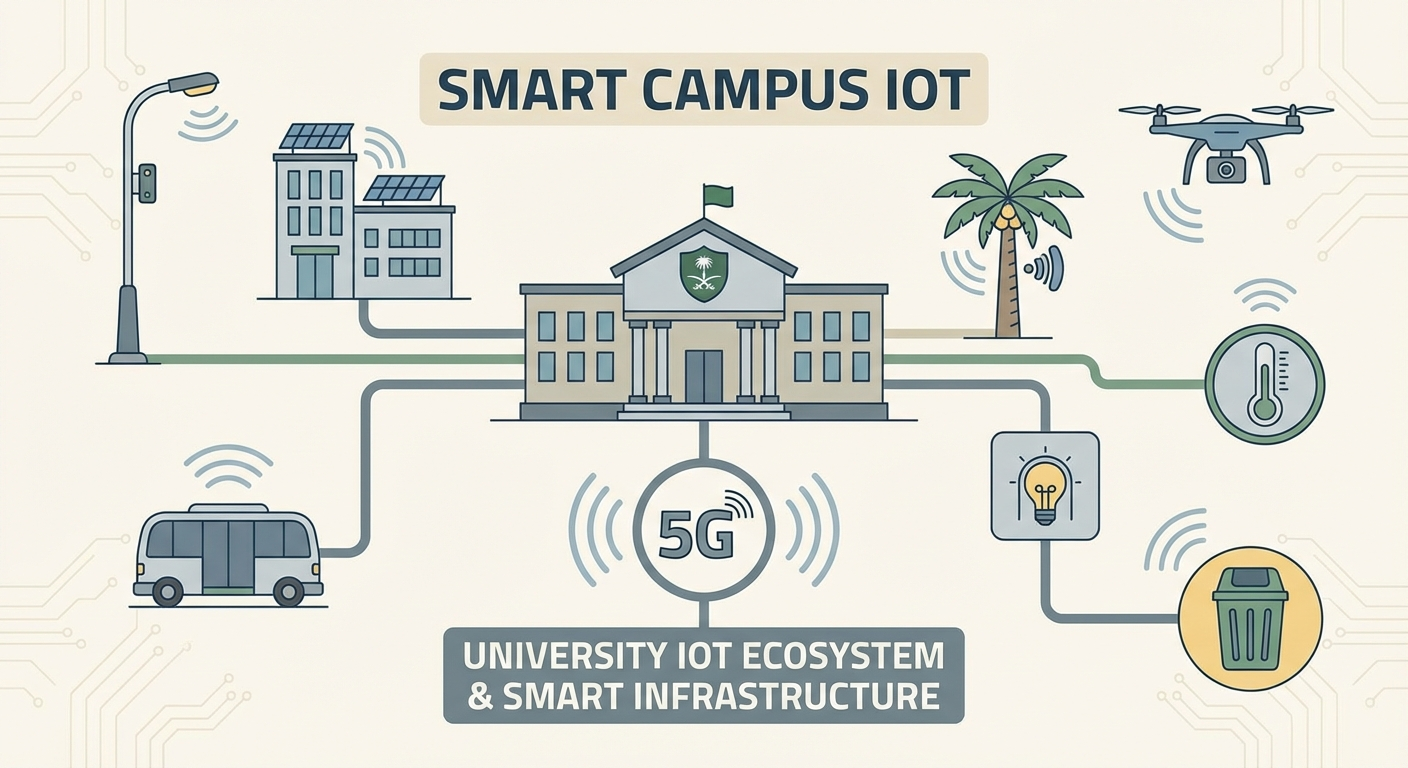 SMART CAMPUS IOT
5G
UNIVERSITY IOT ECOSYSTEM
& SMART INFRASTRUCTURE